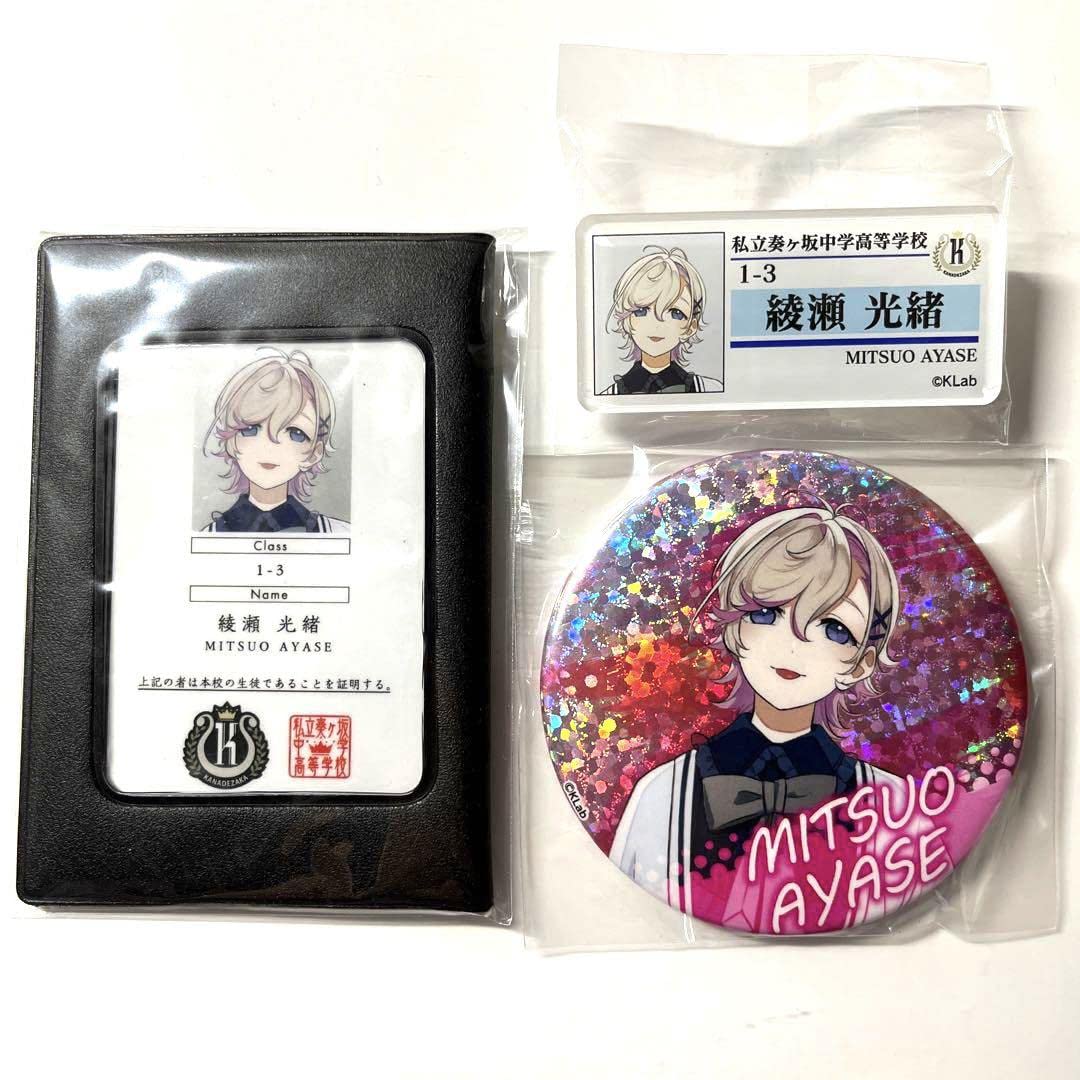 Class
1-3
Name
綾瀬 光緒
MITSUO AYASE
上記の者は本校の生徒であることを証明する。
K
KANADEZAKA
私立奏ヶ坂
中学
高等学校
私立奏ヶ坂中学高等学校
K
KANADEZAKA
1-3
綾瀬 光緒
MITSUO AYASE
©KLab
©KLab
MITSUO
AYASE